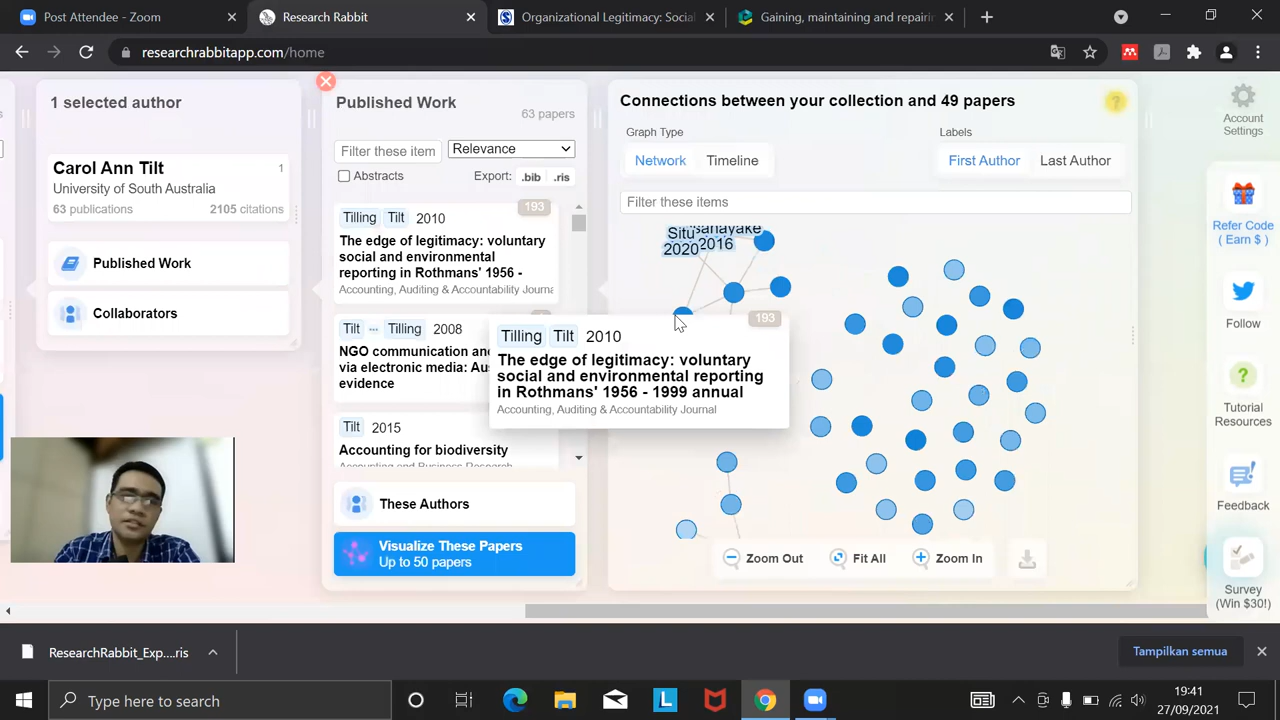 Post Attendee - Zoom
Research Rabbit
Organizational Legitimacy: Social
Gaining, maintaining and repairin
researchrabbitapp.com/home
1 selected author
Carol Ann Tilt
1
University of South Australia
63 publications
2105 citations
Published Work
Collaborators
Published Work
63 papers
Filter these item
Relevance
Abstracts
Export:
.bib
.ris
193
Tilling Tilt 2010
The edge of legitimacy: voluntary
social and environmental
reporting in Rothmans' 1956 -
Accounting, Auditing & Accountability Journa
Tilt ··· Tilling 2008
NGO communication an
via electronic media: Au
evidence
Tilt 2015
Accounting for biodiversity
Accounting and Business Research
These Authors
Visualize These Papers
Up to 50 papers
Connections between your collection and 49 papers
?
Graph Type
Labels
Network
Timeline
First Author
Last Author
Filter these items
Situ
2020
sanayake
2016
193
Tilling Tilt 2010
The edge of legitimacy: voluntary
social and environmental reporting
in Rothmans' 1956 - 1999 annual
Accounting, Auditing & Accountability Journal
Zoom Out
Fit All
Zoom In
Account
Settings
Refer Code
( Earn $ )
Follow
?
Tutorial
Resources
Feedback
Survey
(Win $30!)
ResearchRabbit_Exp....ris
Tampilkan semua
Type here to search
L
19:41
27/09/2021